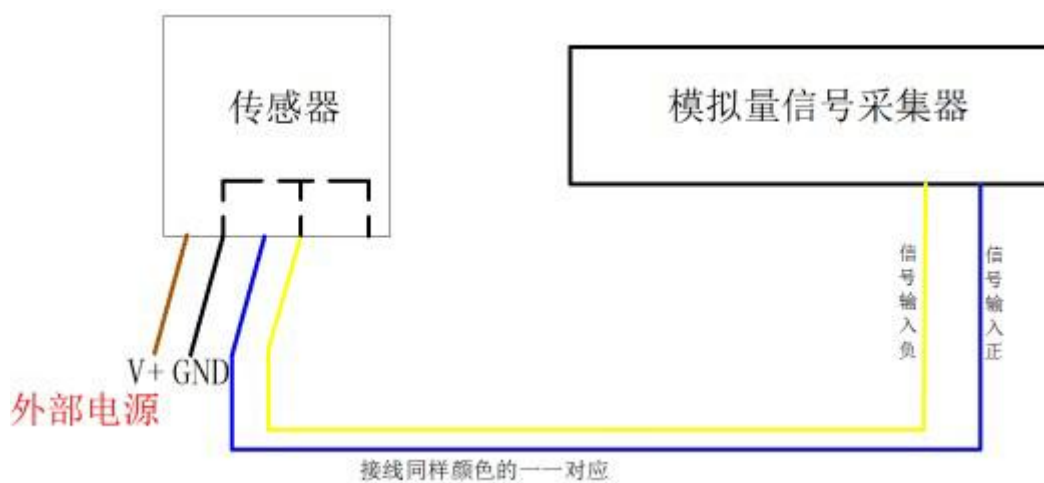 传感器
模拟量信号采集器
信号输入负
信号输入正
V+ GND
外部电源
接线同样颜色的一一对应